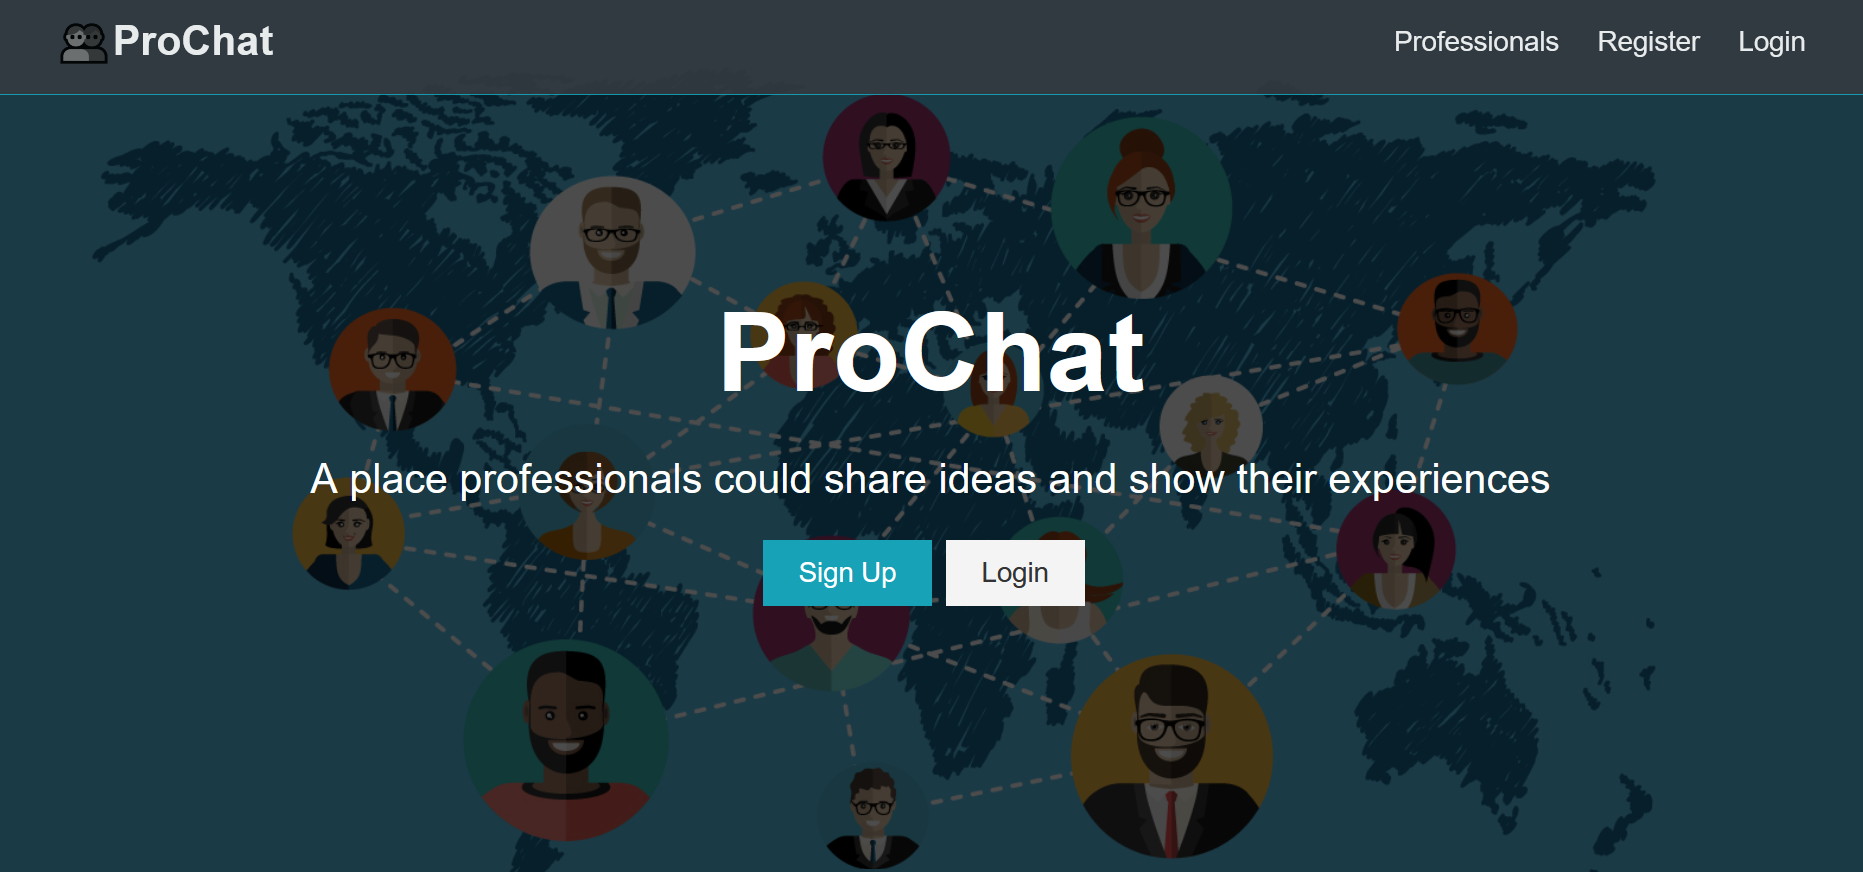 ProChat
Professionals Register Login
ProChat
A place professionals could share ideas and show their experiences
Sign Up Login